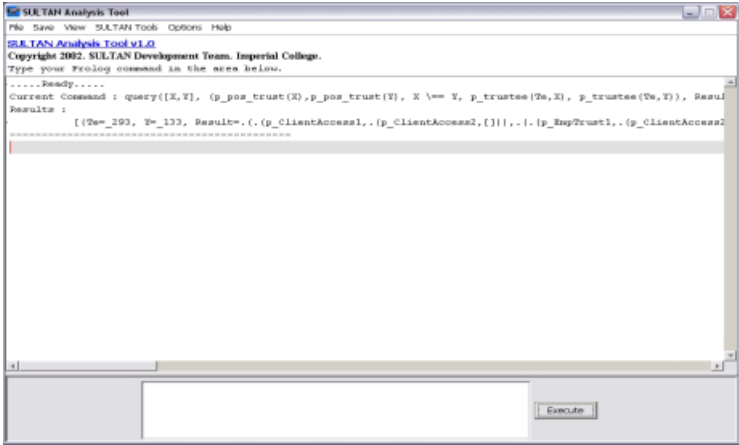 SULTAN Analysis Tool
File Save View SULTAN Tools Options Help
SULTAN Analysis Tool v1.0
Copyright 2002. SULTAN Development Team. Imperial College.
Type your Prolog command in the area below.
.....Ready.....
Current Command : query([X,Y], (p_pos_trust(X),p_pos_trust(Y), X \== Y, p_trustee(Te,X), p_trustee(Te,Y)), Resul
Results :
[(Te=_293, Y=_133, Result=.(.(p_ClientAccess1,.(p_ClientAccess2,[])),.(.(p_EmpTrust1,.(p_ClientAccess2
--------------------------------------------
Execute